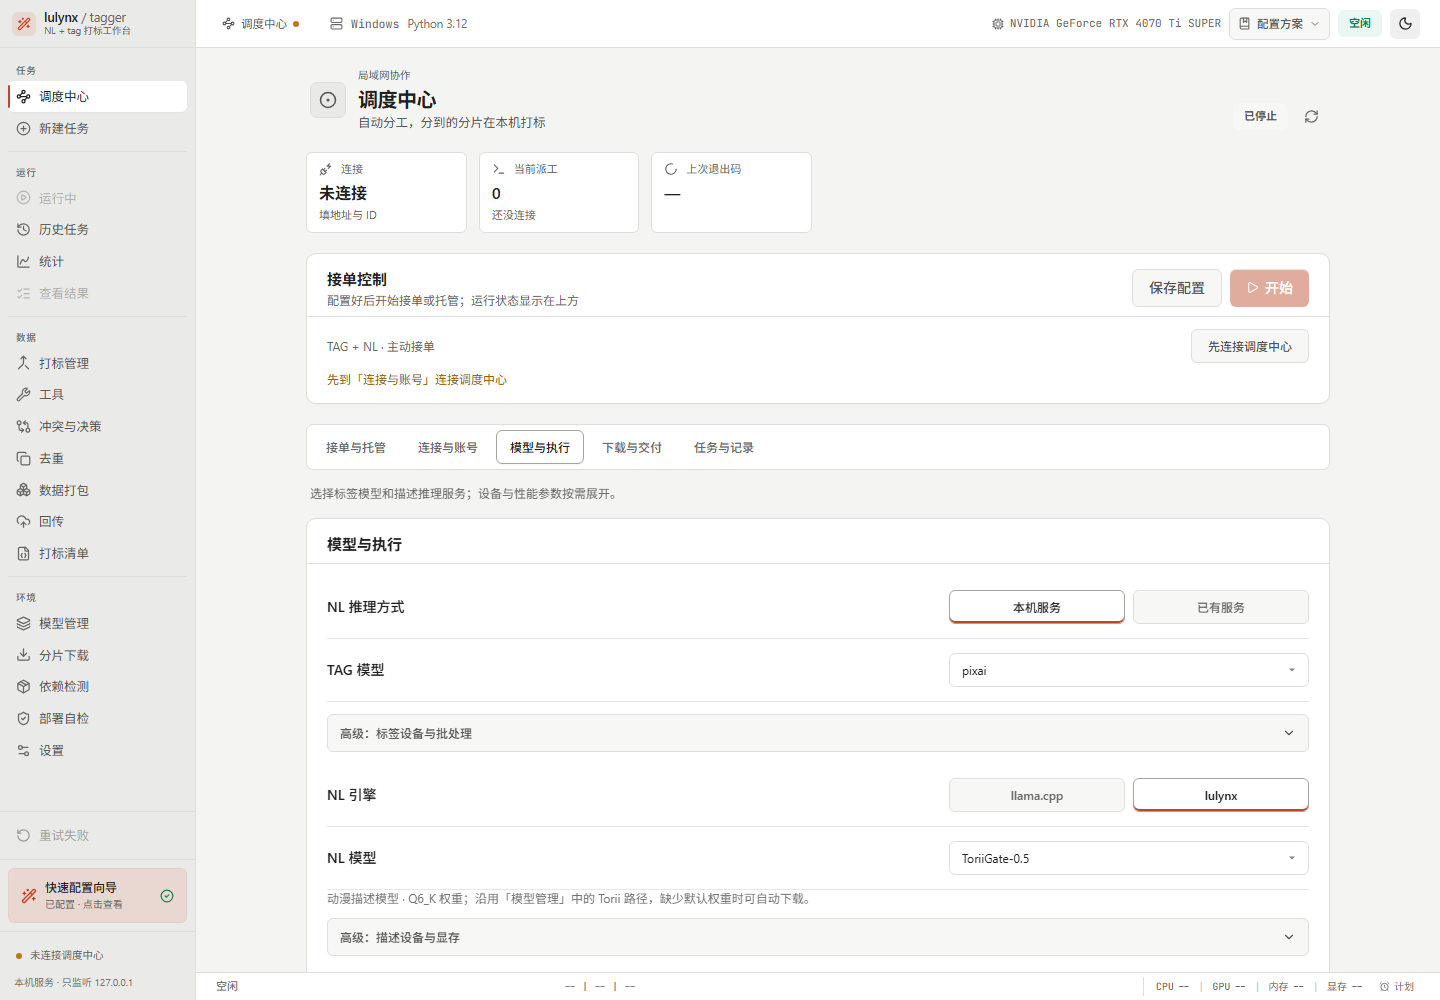 lulynx / tagger
NL + tag 打标工作台
调度中心
Windows Python 3.12
NVIDIA GeForce RTX 4070 Ti SUPER
配置方案
空闲
任务
调度中心
新建任务
运行
运行中
历史任务
统计
查看结果
数据
打标管理
工具
冲突与决策
去重
数据打包
回传
打标清单
环境
模型管理
分片下载
依赖检测
部署自检
设置
重试失败
快速配置向导
已配置 · 点击查看
未连接调度中心
本机服务 · 只监听 127.0.0.1
局域网协作
调度中心
自动分工，分到的分片在本机打标
已停止
连接
未连接
填地址与 ID
当前派工
0
还没连接
上次退出码
—
接单控制
配置好后开始接单或托管；运行状态显示在上方
保存配置
开始
TAG + NL · 主动接单
先连接调度中心
先到「连接与账号」连接调度中心
接单与托管
连接与账号
模型与执行
下载与交付
任务与记录
选择标签模型和描述推理服务；设备与性能参数按需展开。
模型与执行
NL 推理方式
本机服务
已有服务
TAG 模型
pixai
高级：标签设备与批处理
NL 引擎
llama.cpp
lulynx
NL 模型
ToriiGate-0.5
动漫描述模型 · Q6_K 权重；沿用「模型管理」中的 Torii 路径，缺少默认权重时可自动下载。
高级：描述设备与显存
空闲
-- | -- | --
CPU -- | GPU -- | 内存 -- | 显存 --
计划